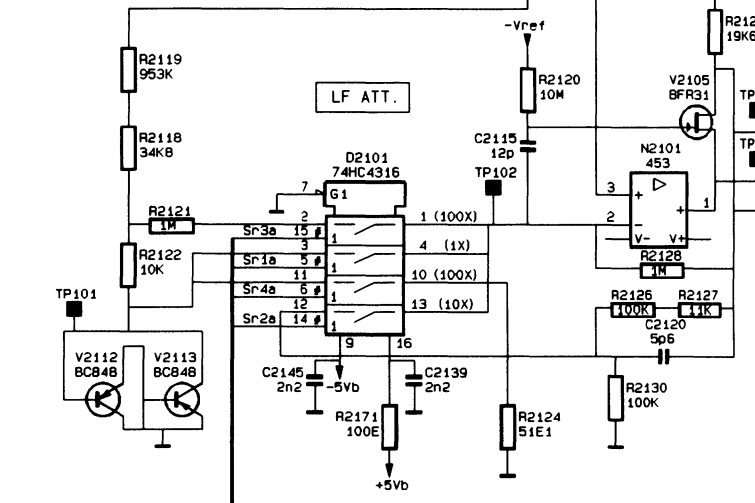 -Vref
R212
19K6
R2119
953K
R2120
10M
V2105
BFR31
TP
LF ATT.
R2118
34K8
C2115
12p
TP
D2101
74HC4316
N2101
453
TP102
7
G1
3
+
R2121
1M
2
1 (100X)
+
1
2
-
Sr3a
15 #
1
3
4 (1X)
V-
V+
R2122
10K
Sr1a
5 #
1
11
10 (100X)
R2128
1M
TP101
Sr4a
6 #
1
12
13 (10X)
R2126
100K
R2127
11K
Sr2a
14 #
1
C2120
5p6
9
16
V2112
BC848
V2113
BC848
C2145
2n2
-5Vb
C2139
2n2
R2130
100K
R2171
100E
R2124
51E1
+5Vb